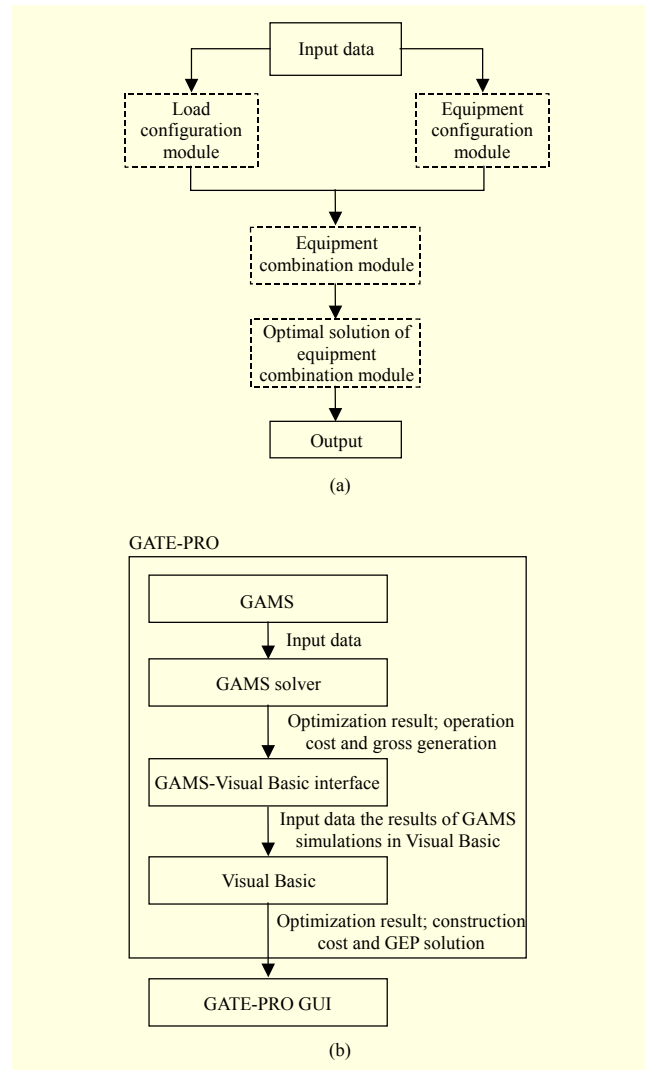 Input data
Load
configuration
module
Equipment
configuration
module
Equipment
combination module
Optimal solution of
equipment
combination module
Output
(a)
GATE-PRO
GAMS
Input data
GAMS solver
Optimization result; operation
cost and gross generation
GAMS-Visual Basic interface
Input data the results of GAMS
simulations in Visual Basic
Visual Basic
Optimization result; construction
cost and GEP solution
GATE-PRO GUI
(b)